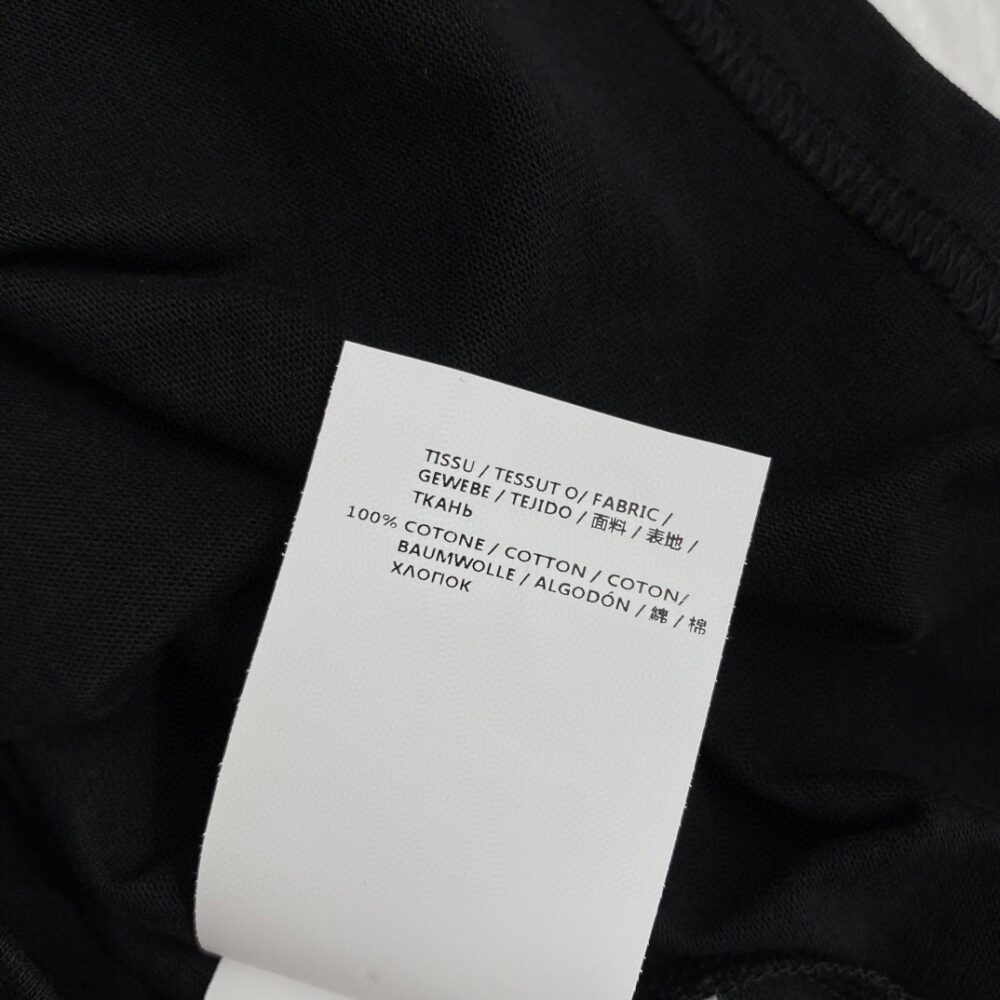 TISSU / TESSUT O/ FABRIC /
GEWEBE / TEJIDO / 面料 / 表地 /
ТКАНЬ
100% COTONE / COTTON / COTON/
BAUMWOLLE / ALGODÓN / 綿 / 棉
ХЛОПОК